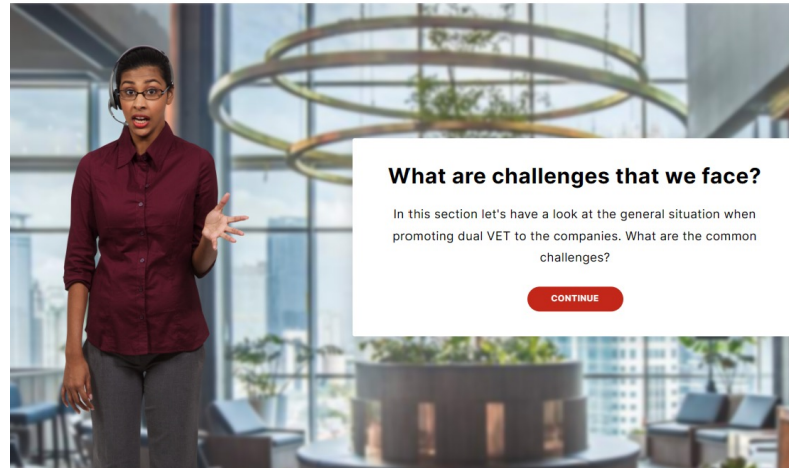 What are challenges that we face?
In this section let's have a look at the general situation when
promoting dual VET to the companies. What are the common
challenges?
CONTINUE